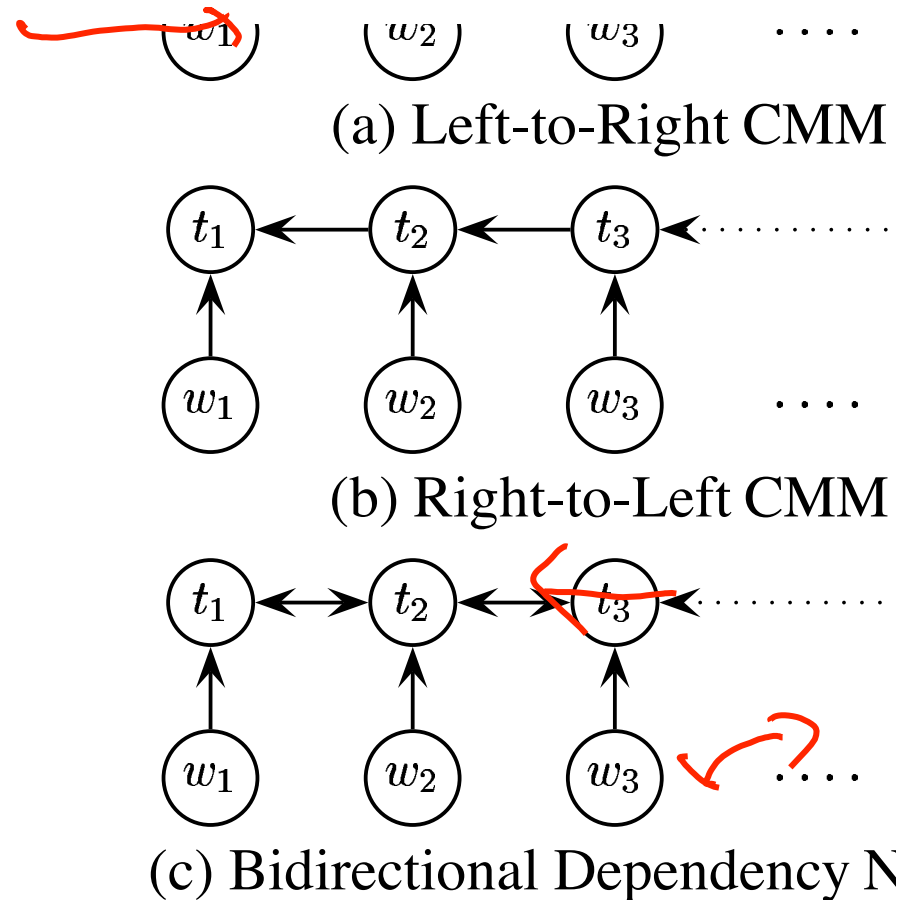 w1 w2 w3 ....
(a) Left-to-Right CMM
t1 t2 t3
w1 w2 w3 ....
(b) Right-to-Left CMM
t1 t2 t3
w1 w2 w3 ....
(c) Bidirectional Dependency N